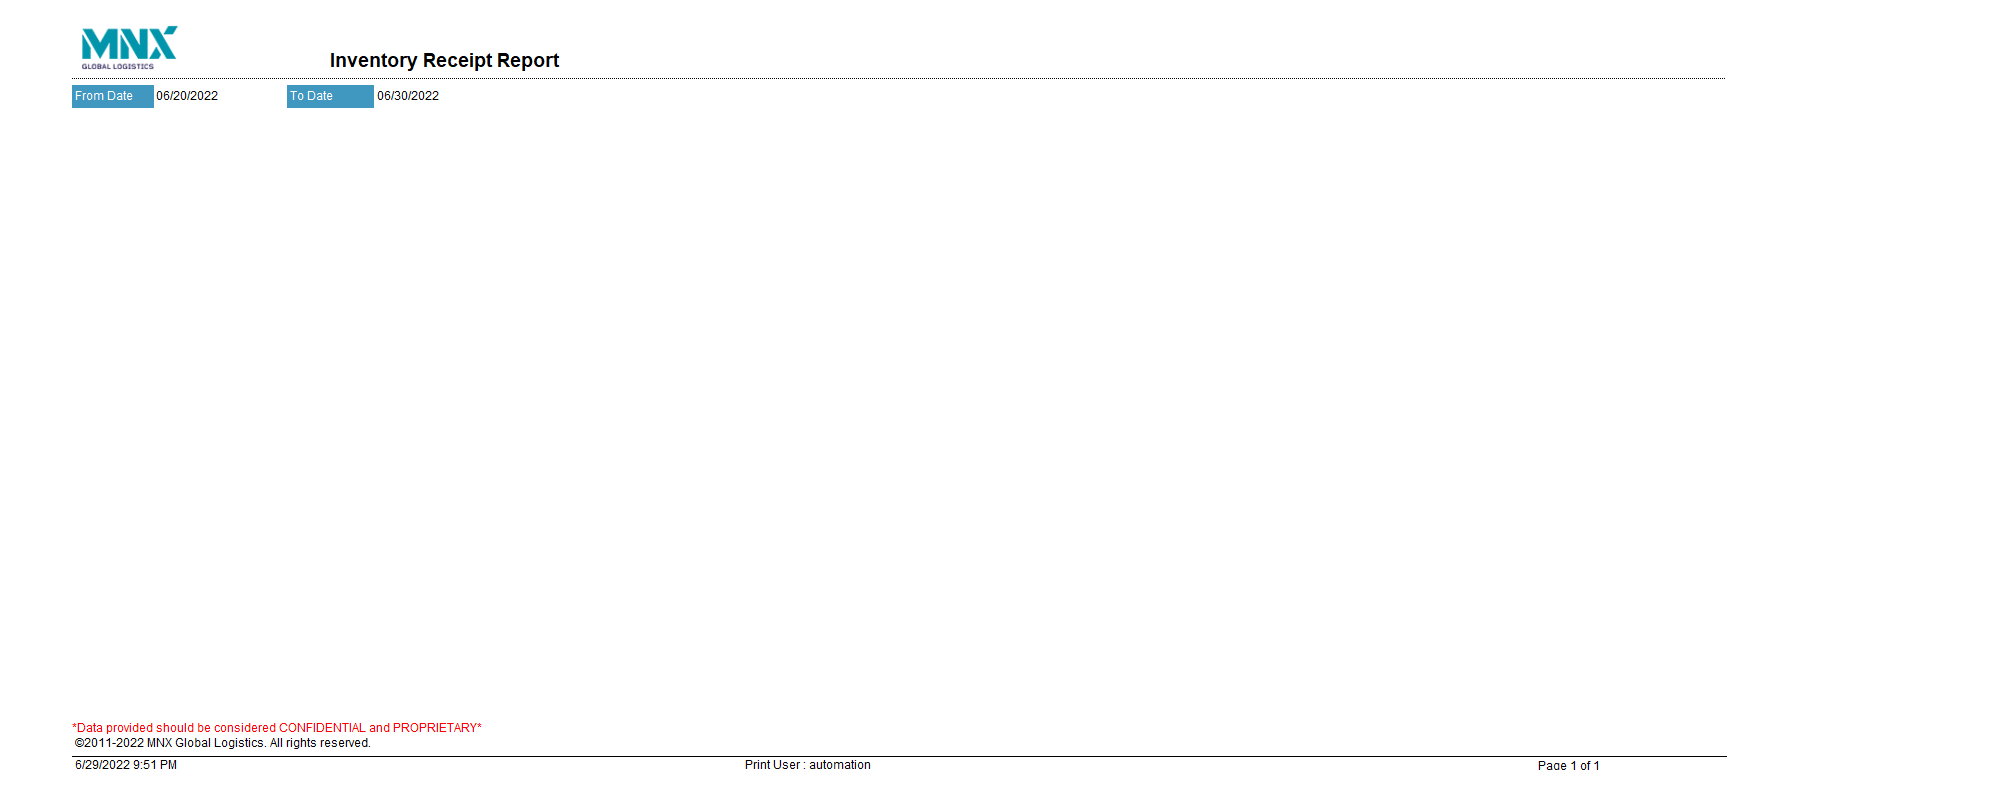 MNX
GLOBAL LOGISTICS
Inventory Receipt Report
From Date 06/20/2022 To Date 06/30/2022
*Data provided should be considered CONFIDENTIAL and PROPRIETARY*
©2011-2022 MNX Global Logistics. All rights reserved.
6/29/2022 9:51 PM Print User : automation Page 1 of 1